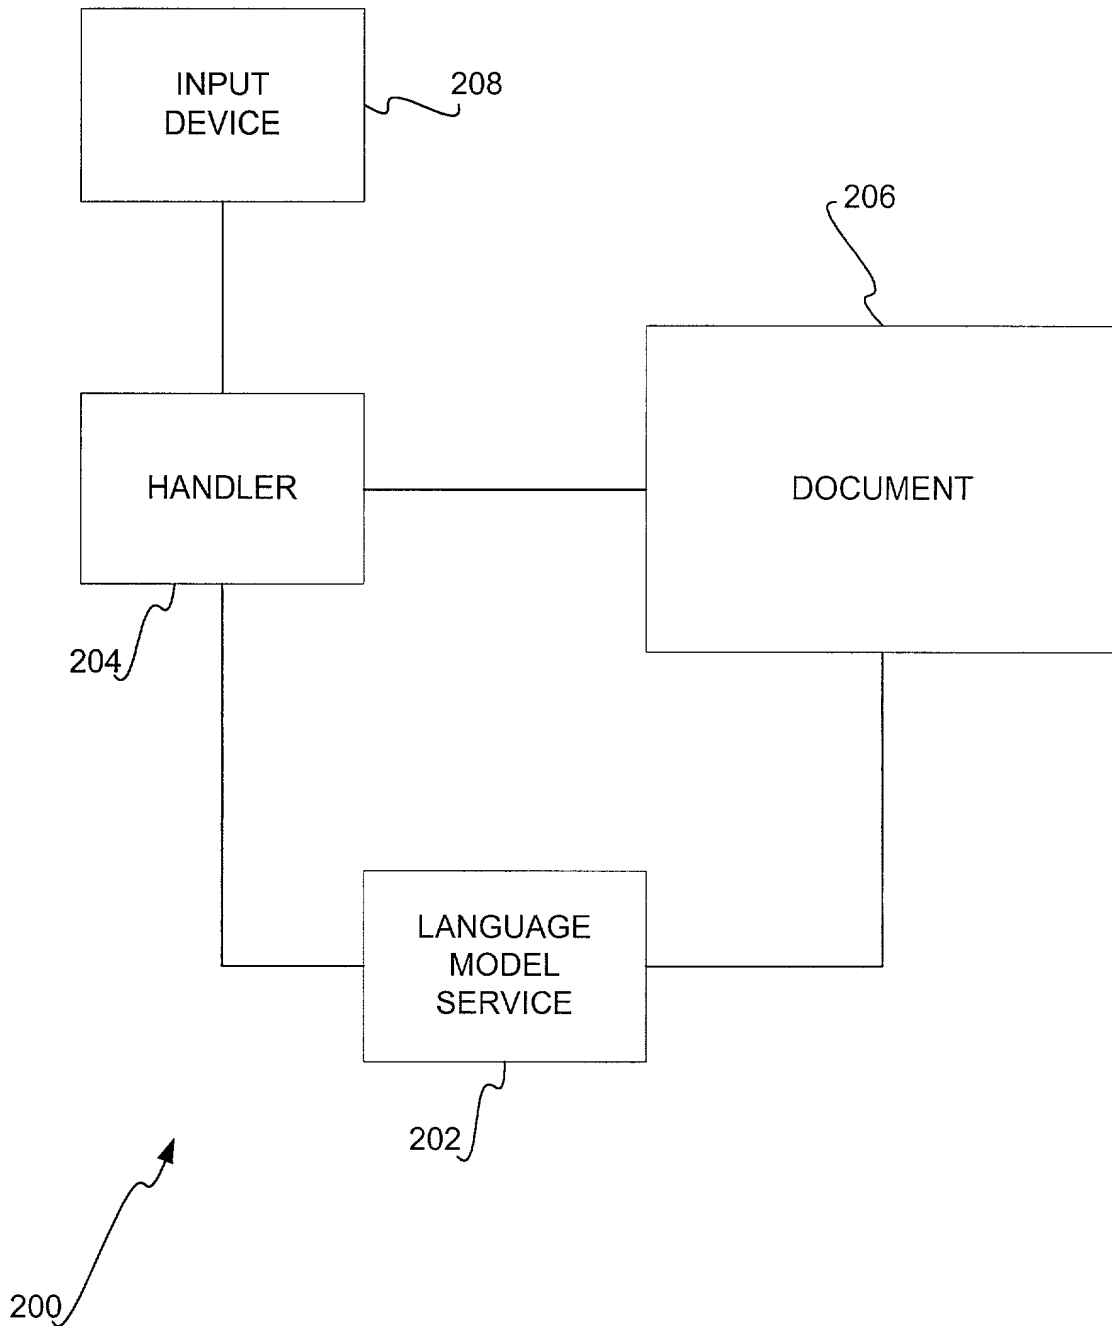 INPUT
DEVICE
208
206
HANDLER
DOCUMENT
204
LANGUAGE
MODEL
SERVICE
202
200